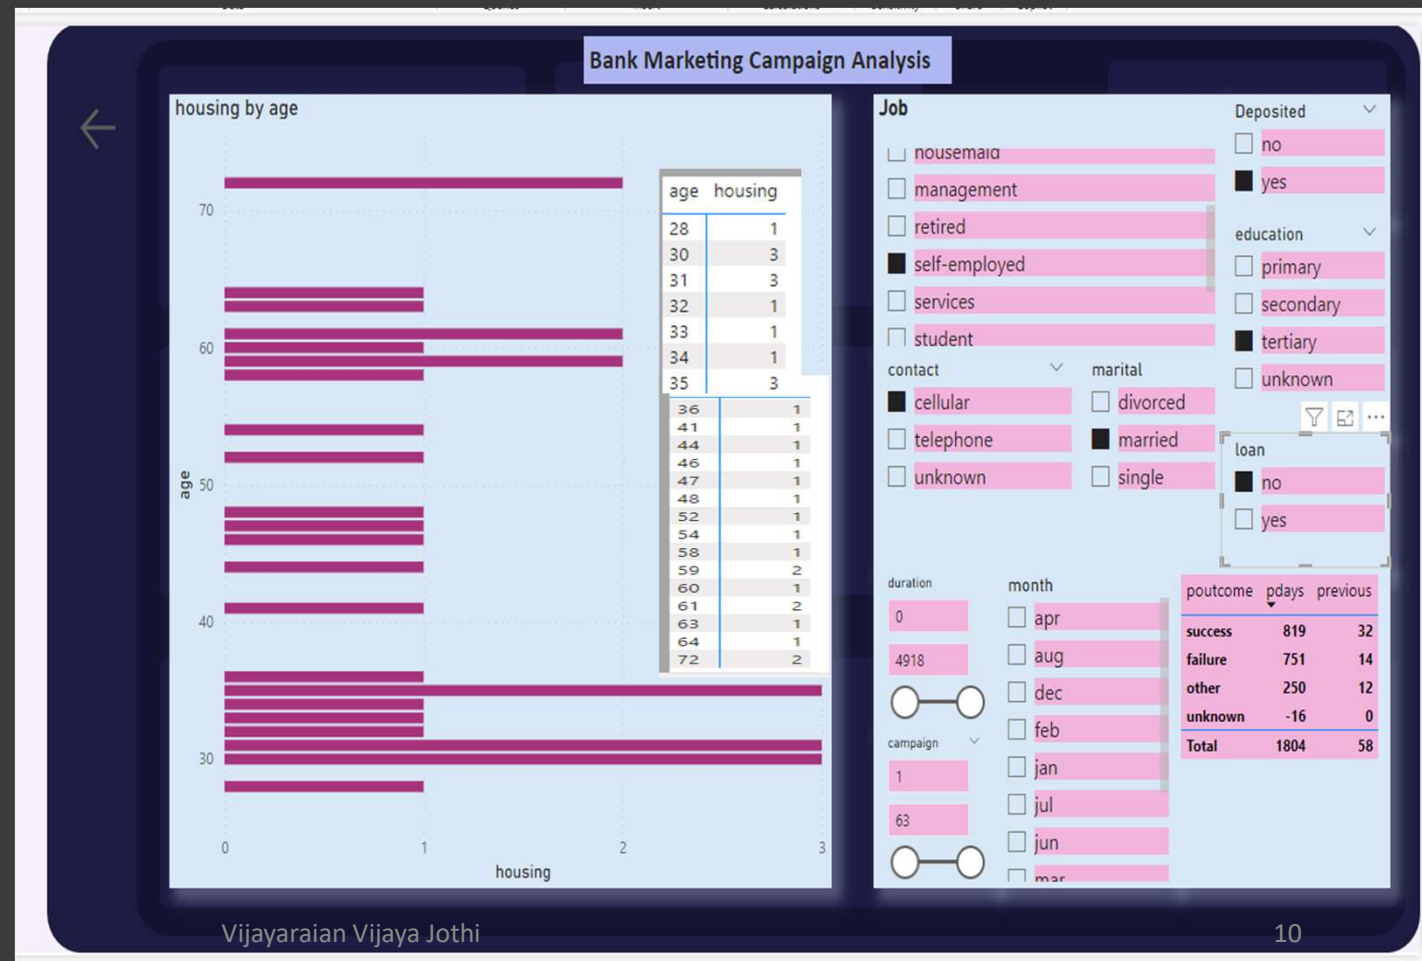 Bank Marketing Campaign Analysis
housing by age
70
60
50
40
30
age
0 1 2 3
housing
age housing
28 1
30 3
31 3
32 1
33 1
34 1
35 3
36 1
41 1
44 1
46 1
47 1
48 1
52 1
54 1
58 1
59 2
60 1
61 2
63 1
64 1
72 2
Job
housemaid
management
retired
self-employed
services
student
Deposited
no
yes
education
primary
secondary
tertiary
unknown
contact
cellular
telephone
unknown
marital
divorced
married
single
loan
no
yes
duration
0
4918
campaign
1
63
month
apr
aug
dec
feb
jan
jul
jun
mar
poutcome pdays previous
success 819 32
failure 751 14
other 250 12
unknown -16 0
Total 1804 58
Vijayaraian Vijaya Jothi
10